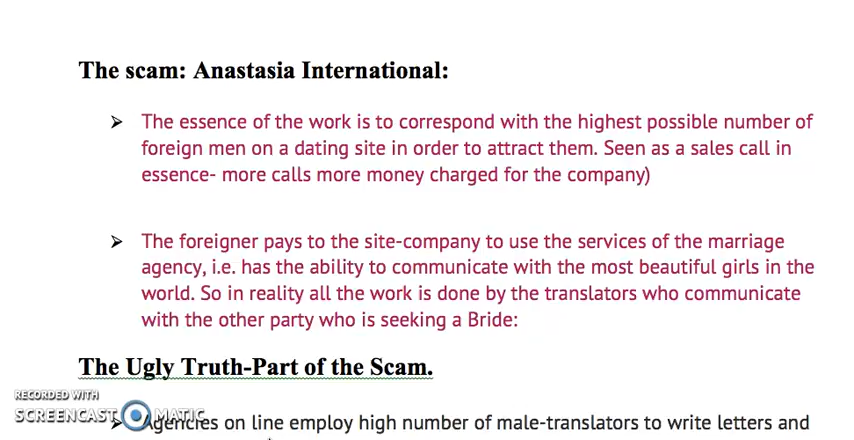 The scam: Anastasia International:
➢ The essence of the work is to correspond with the highest possible number of
foreign men on a dating site in order to attract them. Seen as a sales call in
essence- more calls more money charged for the company)
➢ The foreigner pays to the site-company to use the services of the marriage
agency, i.e. has the ability to communicate with the most beautiful girls in the
world. So in reality all the work is done by the translators who communicate
with the other party who is seeking a Bride:
The Ugly Truth-Part of the Scam.
RECORDED WITH
SCREENCAST MATIC
➢ Agencies on line employ high number of male-translators to write letters and